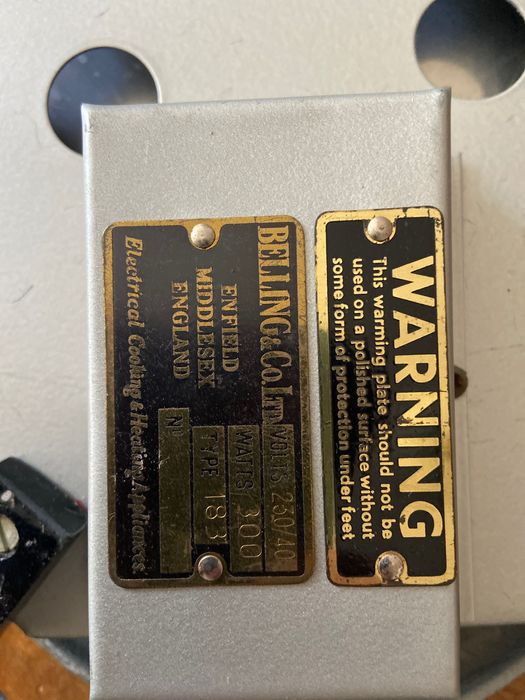 WARNING
This warming plate should not be
used on a polished surface without
some form of protection under feet
BELLING & Co. LTD
ENFIELD
MIDDLESEX
ENGLAND
VOLTS 230/40
WATTS 300
TYPE 183
Nº
Electrical Cooking & Heating Appliances.